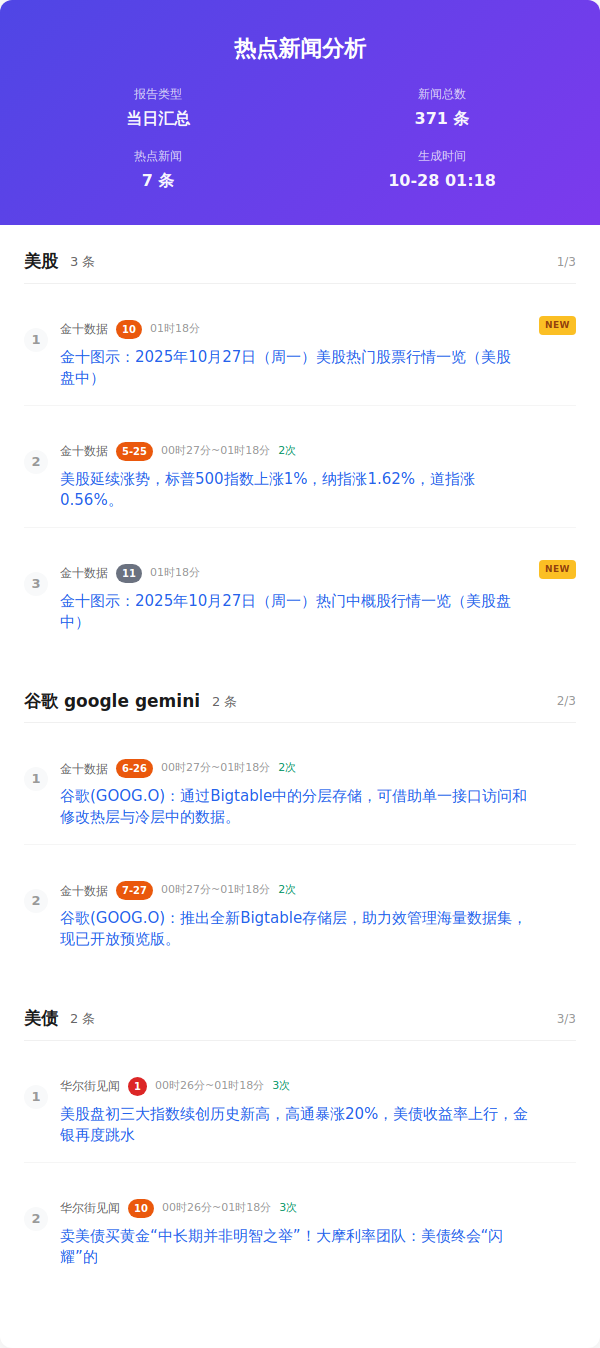 热点新闻分析
报告类型
新闻总数
当日汇总
371 条
热点新闻
生成时间
7 条
10-28 01:18
美股 3 条 1/3
1 金十数据 10 01时18分 NEW
金十图示：2025年10月27日（周一）美股热门股票行情一览（美股
盘中）
2 金十数据 5-25 00时27分~01时18分 2次
美股延续涨势，标普500指数上涨1%，纳指涨1.62%，道指涨
0.56%。
3 金十数据 11 01时18分 NEW
金十图示：2025年10月27日（周一）热门中概股行情一览（美股盘
中）
谷歌 google gemini 2 条 2/3
1 金十数据 6-26 00时27分~01时18分 2次
谷歌(GOOG.O)：通过Bigtable中的分层存储，可借助单一接口访问和
修改热层与冷层中的数据。
2 金十数据 7-27 00时27分~01时18分 2次
谷歌(GOOG.O)：推出全新Bigtable存储层，助力效管理海量数据集，
现已开放预览版。
美债 2 条 3/3
1 华尔街见闻 1 00时26分~01时18分 3次
美股盘初三大指数续创历史新高，高通暴涨20%，美债收益率上行，金
银再度跳水
2 华尔街见闻 10 00时26分~01时18分 3次
卖美债买黄金“中长期并非明智之举”！大摩利率团队：美债终会“闪
耀”的